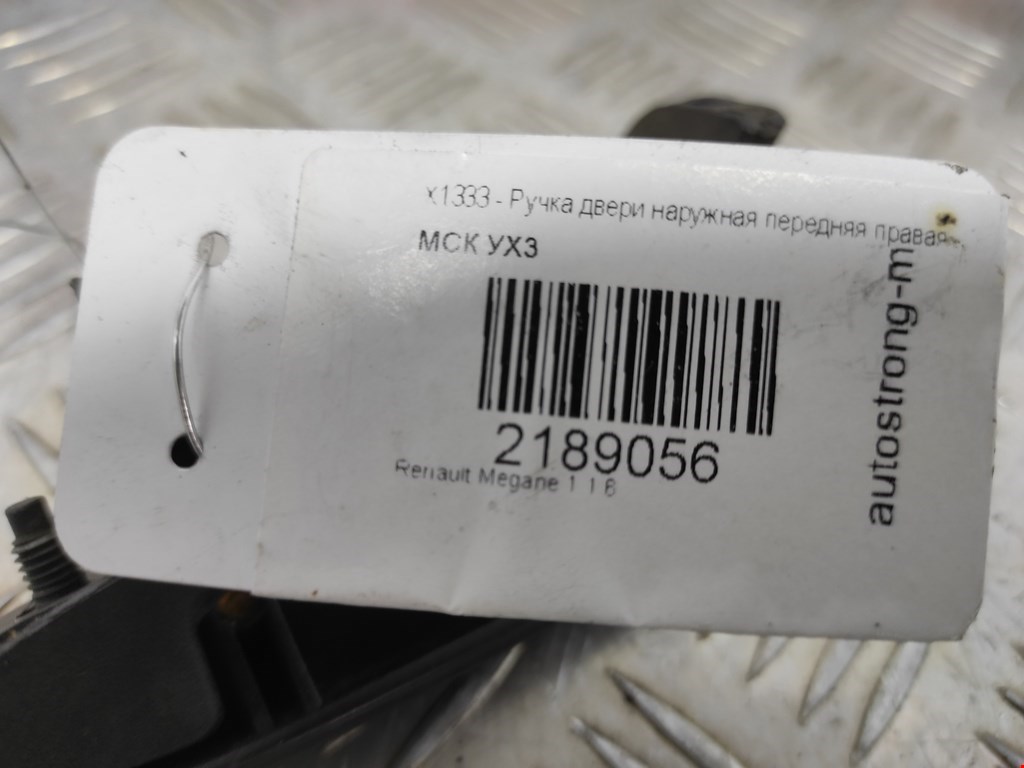 X1333 - Ручка двери наружная передняя правая
МСК УХ3
2189056
Renault Megane 1 1.6
autostrong-m